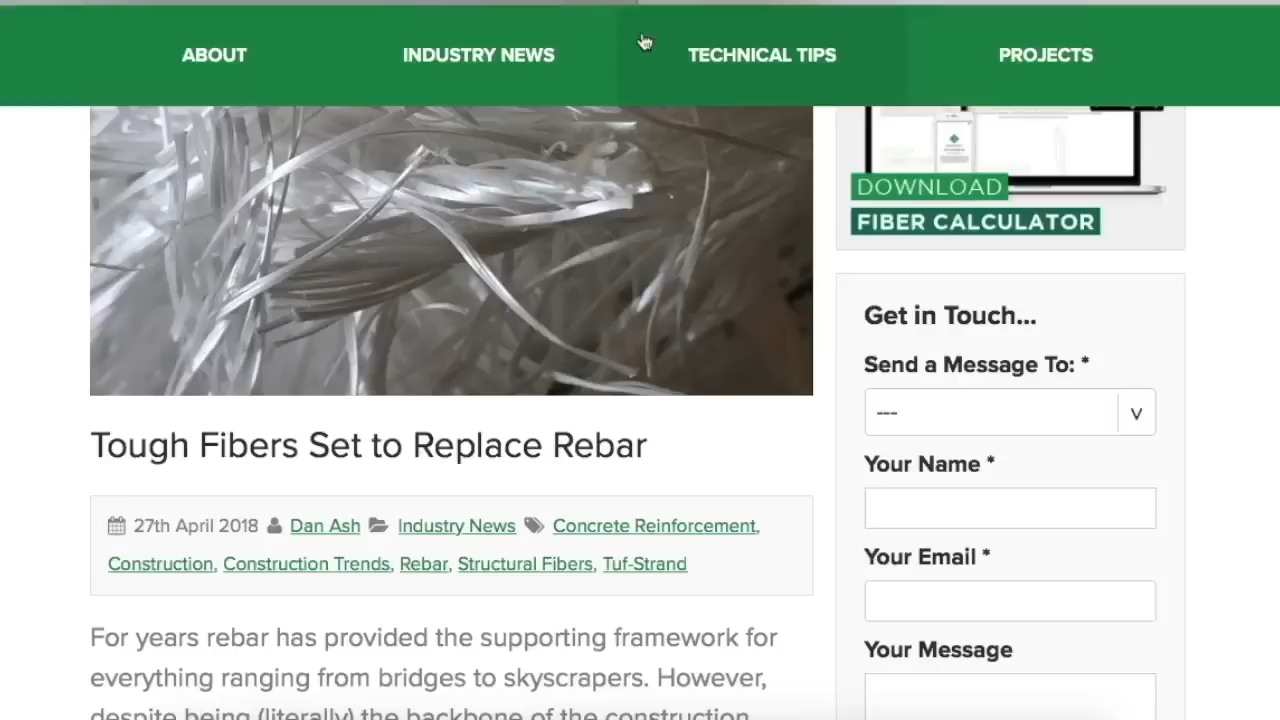 ABOUT INDUSTRY NEWS TECHNICAL TIPS PROJECTS
DOWNLOAD
FIBER CALCULATOR
Tough Fibers Set to Replace Rebar
27th April 2018 Dan Ash Industry News Concrete Reinforcement,
Construction, Construction Trends, Rebar, Structural Fibers, Tuf-Strand
For years rebar has provided the supporting framework for
everything ranging from bridges to skyscrapers. However,
despite being (literally) the backbone of the construction
Get in Touch...
Send a Message To: *
---
Your Name *
Your Email *
Your Message